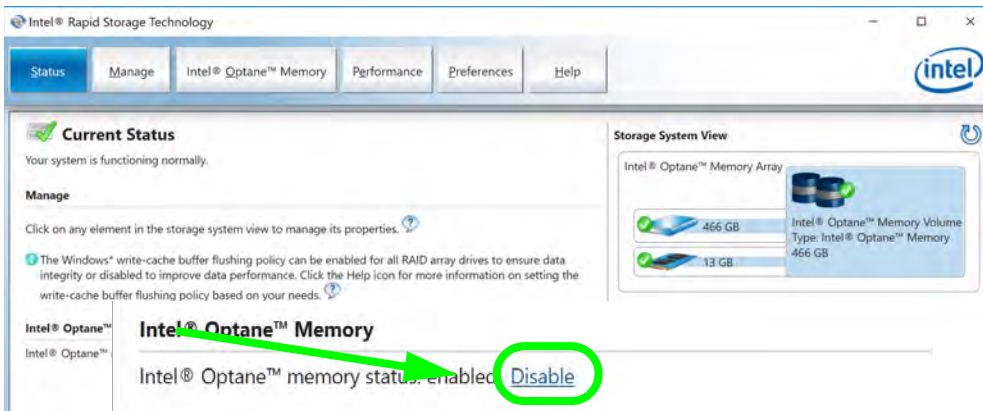 Intel® Rapid Storage Technology
Status
Manage
Intel® Optane™ Memory
Performance
Preferences
Help
intel
Current Status
Your system is functioning normally.
Manage
Click on any element in the storage system view to manage its properties.
The Windows* write-cache buffer flushing policy can be enabled for all RAID array drives to ensure data
integrity or disabled to improve data performance. Click the Help icon for more information on setting the
write-cache buffer flushing policy based on your needs.
Intel® Optane™
Intel® Optane™
Storage System View
Intel® Optane™ Memory Array
466 GB
13 GB
Intel® Optane™ Memory Volume
Type: Intel® Optane™ Memory
466 GB
Intel® Optane™ Memory
Intel® Optane™ memory status: enabled Disable